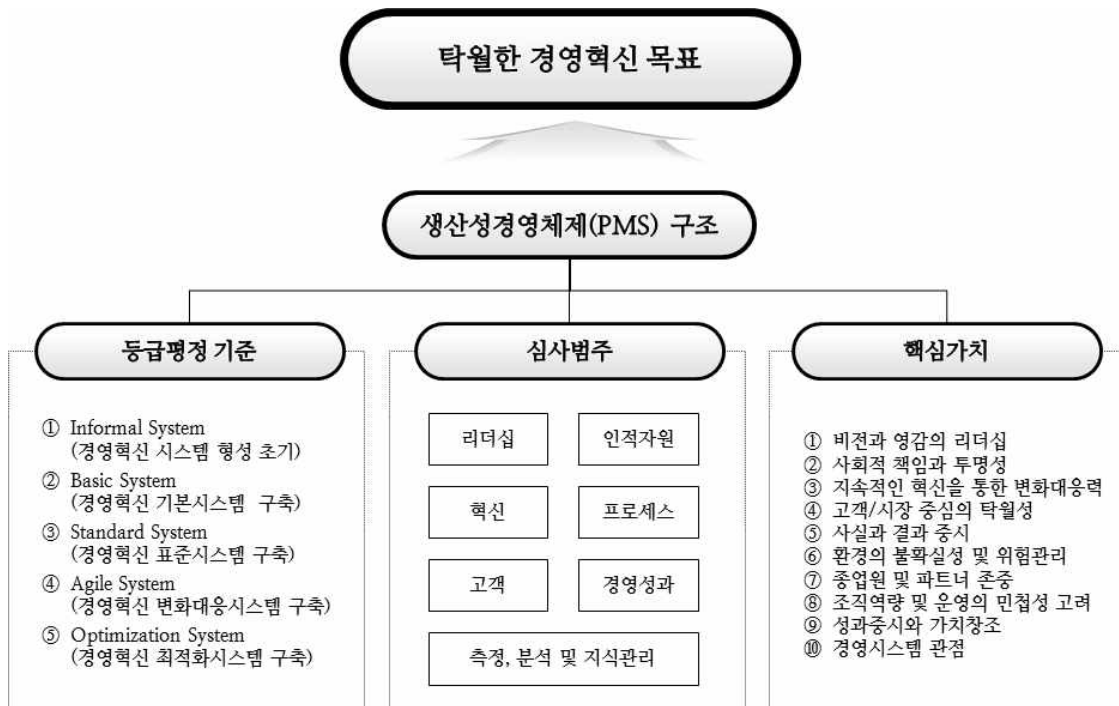 탁월한 경영혁신 목표
생산성경영체제(PMS) 구조
등급평정 기준
① Informal System
(경영혁신 시스템 형성 초기)
② Basic System
(경영혁신 기본시스템 구축)
③ Standard System
(경영혁신 표준시스템 구축)
④ Agile System
(경영혁신 변화대응시스템 구축)
⑤ Optimization System
(경영혁신 최적화시스템 구축)
심사범주
리더십
인적자원
혁신
프로세스
고객
경영성과
측정, 분석 및 지식관리
핵심가치
① 비전과 영감의 리더십
② 사회적 책임과 투명성
③ 지속적인 혁신을 통한 변화대응력
④ 고객/시장 중심의 탁월성
⑤ 사실과 결과 중시
⑥ 환경의 불확실성 및 위험관리
⑦ 종업원 및 파트너 존중
⑧ 조직역량 및 운영의 민첩성 고려
⑨ 성과중시와 가치창조
⑩ 경영시스템 관점